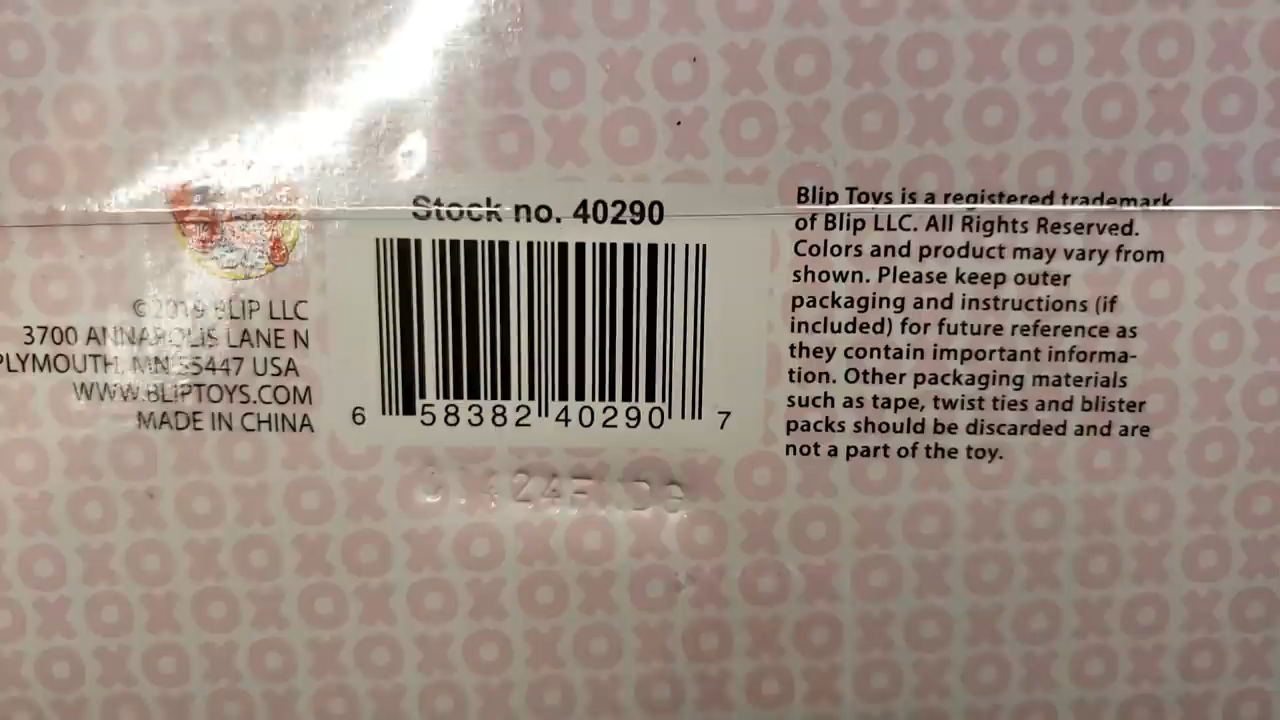 Stock no. 40290
6 58382 40290 7
©2019 BLIP LLC
3700 ANNAPOLIS LANE N
PLYMOUTH, MN 55447 USA
WWW.BLIPTOYS.COM
MADE IN CHINA
Blip Toys is a registered trademark
of Blip LLC. All Rights Reserved.
Colors and product may vary from
shown. Please keep outer
packaging and instructions (if
included) for future reference as
they contain important informa-
tion. Other packaging materials
such as tape, twist ties and blister
packs should be discarded and are
not a part of the toy.